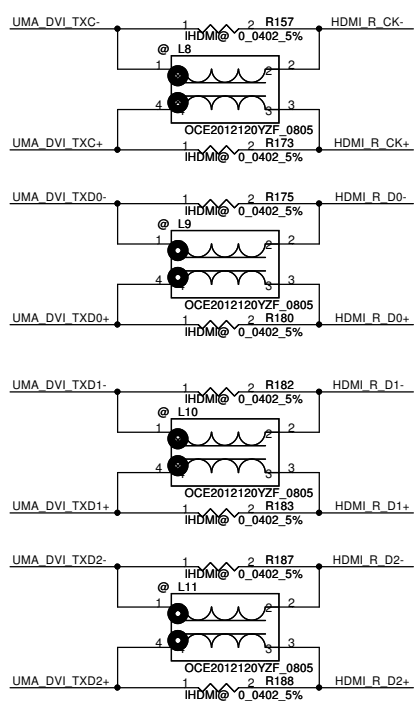 UMA_DVI_TXC- 1 2 R157 HDMI_R_CK-
IHDMI@ 0_0402_5%
@ L8
1 2 2
4 4 3 3
OCE2012120YZF_0805
UMA_DVI_TXC+ 1 2 R173 HDMI_R_CK+
IHDMI@ 0_0402_5%
UMA_DVI_TXD0- 1 2 R175 HDMI_R_D0-
IHDMI@ 0_0402_5%
@ L9
1 2 2
4 4 3 3
OCE2012120YZF_0805
UMA_DVI_TXD0+ 1 2 R180 HDMI_R_D0+
IHDMI@ 0_0402_5%
UMA_DVI_TXD1- 1 2 R182 HDMI_R_D1-
IHDMI@ 0_0402_5%
@ L10
1 2 2
4 4 3 3
OCE2012120YZF_0805
UMA_DVI_TXD1+ 1 2 R183 HDMI_R_D1+
IHDMI@ 0_0402_5%
UMA_DVI_TXD2- 1 2 R187 HDMI_R_D2-
IHDMI@ 0_0402_5%
@ L11
1 2 2
4 4 3 3
OCE2012120YZF_0805
UMA_DVI_TXD2+ 1 2 R188 HDMI_R_D2+
IHDMI@ 0_0402_5%